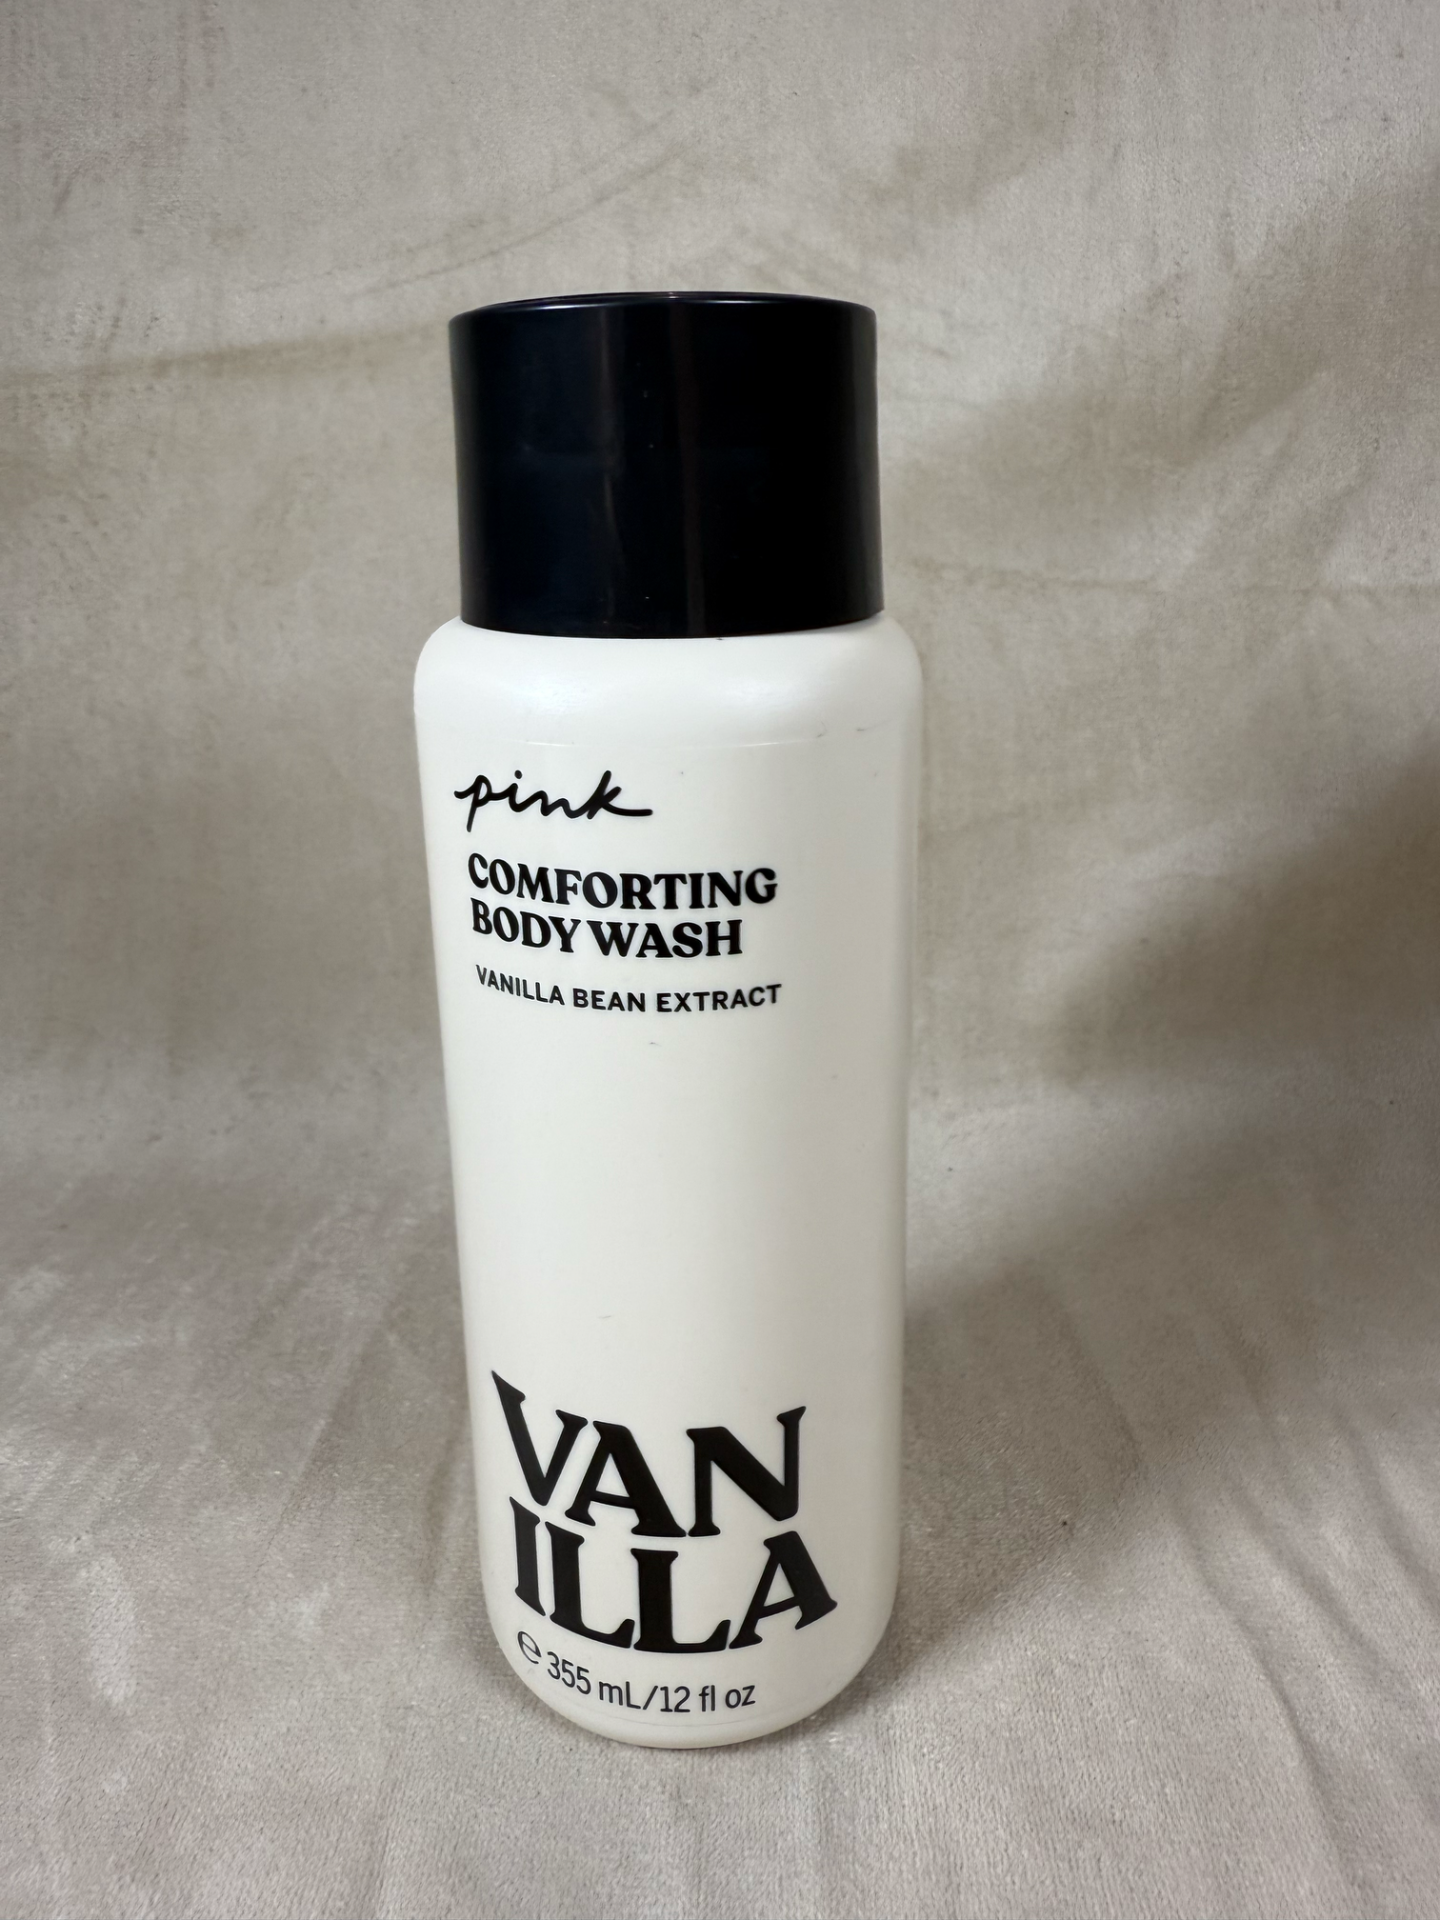 pink
COMFORTING
BODY WASH
VANILLA BEAN EXTRACT
VAN
ILLA
℮ 355 mL/12 fl oz